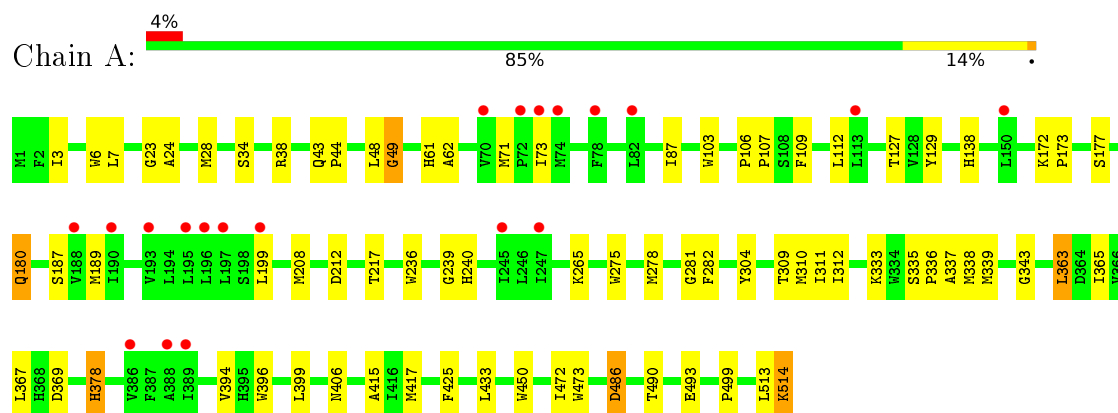 4%
Chain A:
85% 14% •
M1 F2 I3 W6 L7 G23 A24 M28 S34 R38 Q43 P44 L48 G49 H61 A62 V70 M71 P72 I73 M74 F78 L82 I87 W103 P106 P107 S108 F109 L112 L113 T127 V128 Y129 H138 L150 K172 P173 S177
Q180 S187 V188 M189 I190 V193 L194 L195 L196 L197 S198 L199 M208 D212 T217 W236 G239 H240 I245 L246 I247 K265 W275 M278 G281 F282 Y304 T309 M310 I311 I312 K333 W334 S335 P336 A337 M338 M339 G343 L363 D364 I365 V366
L367 H368 D369 H378 V386 F387 A388 I389 V394 H395 W396 L399 N406 A415 I416 M417 F425 L433 W450 I472 W473 D486 T490 E493 P499 L513 K514